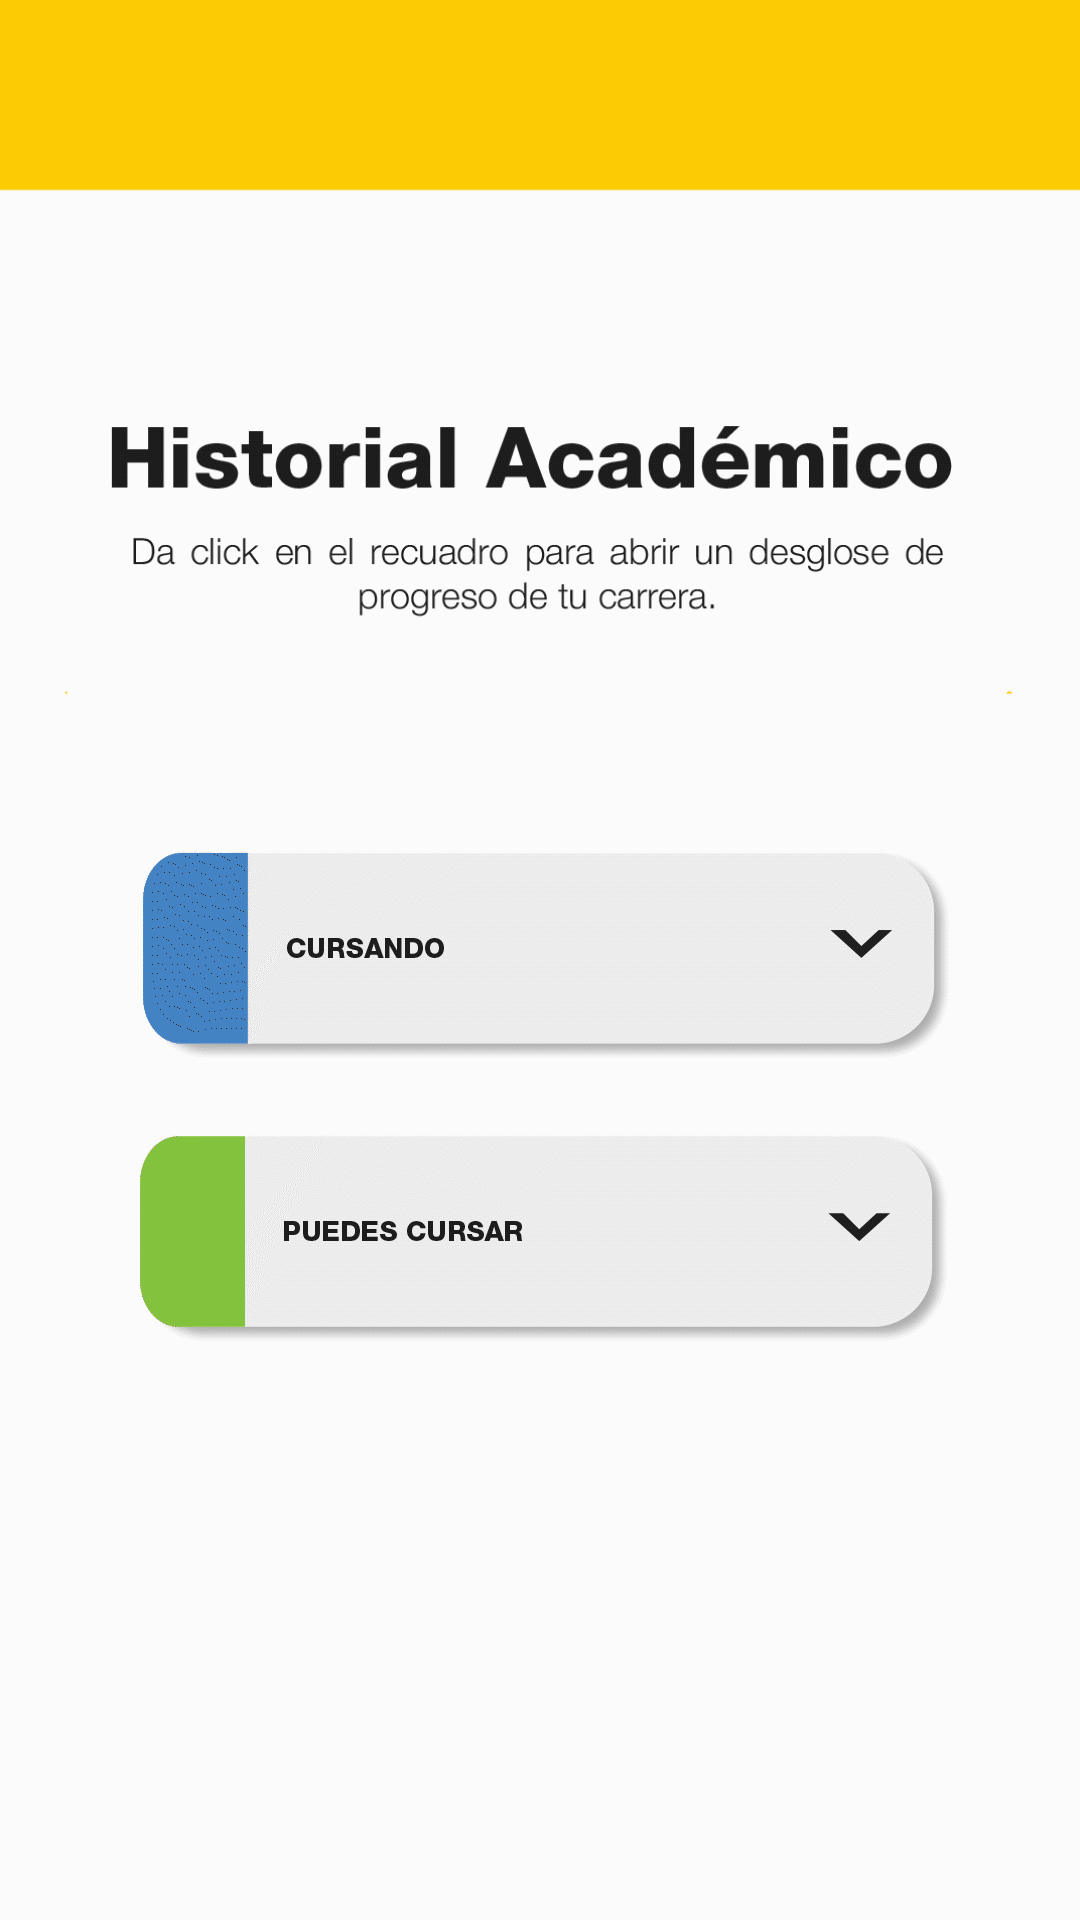 Historial Académico
Da click en el recuadro para abrir un desglose de
progreso de tu carrera.
CURSANDO
PUEDES CURSAR